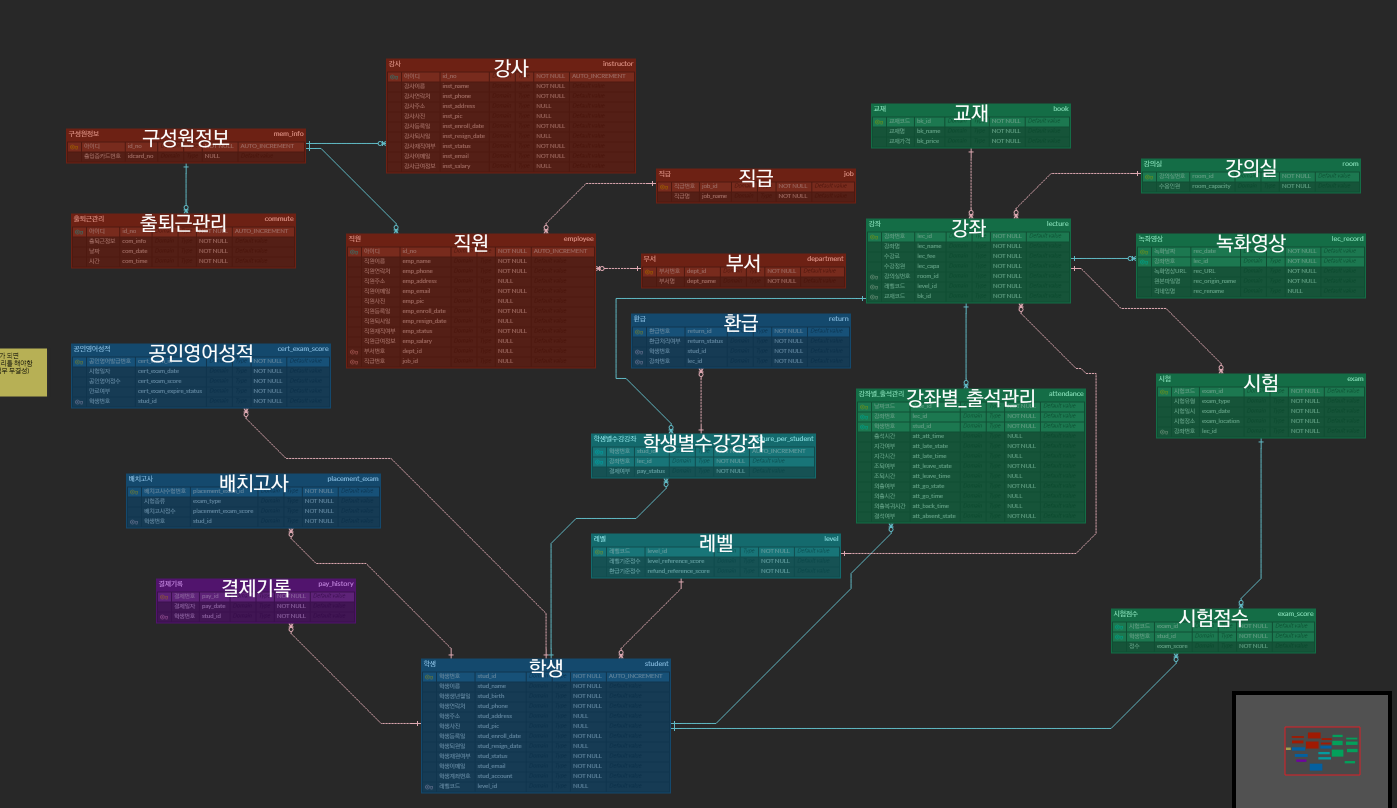 강사 강사 instructor
아이디 id_no NOT NULL AUTO_INCREMENT
강사이름 inst_name NOT NULL
강사연락처 inst_phone NOT NULL
강사주소 inst_address NULL
강사사진 inst_pic NULL
강사등록일 inst_enroll_date NOT NULL
강사퇴사일 inst_resign_date NULL
강사재직여부 inst_status NOT NULL
강사이메일 inst_email NOT NULL
강사급여정보 inst_salary NULL
구성원정보 구성원정보 mem_info
아이디 id_no NOT NULL AUTO_INCREMENT
출입증카드번호 idcard_no NULL
출퇴근관리 출퇴근관리 commute
아이디 id_no NOT NULL
출퇴근정보 com_info NOT NULL
날짜 com_date NOT NULL
시간 com_time NOT NULL
직급 직급 job
직급번호 job_id NOT NULL
직급명 job_name NOT NULL
직원 직원 employee
아이디 id_no NOT NULL AUTO_INCREMENT
직원이름 emp_name NOT NULL
직원연락처 emp_phone NOT NULL
직원주소 emp_address NULL
직원이메일 emp_email NOT NULL
직원사진 emp_pic NULL
직원등록일 emp_enroll_date NOT NULL
직원퇴사일 emp_resign_date NULL
직원재직여부 emp_status NOT NULL
직원급여정보 emp_salary NULL
부서번호 dept_id NOT NULL
직급번호 job_id NOT NULL
부서 부서 department
부서번호 dept_id NOT NULL
부서명 dept_name NOT NULL
교재 교재 book
교재코드 bk_id NOT NULL
교재명 bk_name NOT NULL
교재가격 bk_price NOT NULL
강의실 강의실 room
강의실번호 room_id NOT NULL
수용인원 room_capacity NOT NULL
강좌 강좌 lecture
강좌번호 lec_id NOT NULL
강좌명 lec_name NOT NULL
수강료 lec_fee NOT NULL
수강정원 lec_capa NOT NULL
강의실번호 room_id NOT NULL
레벨코드 level_id NOT NULL
교재코드 bk_id NOT NULL
녹화영상 녹화영상 lec_record
녹화날짜 rec_date NOT NULL
강좌번호 lec_id NOT NULL
녹화영상URL rec_URL NOT NULL
원본파일명 rec_origin_name NOT NULL
리네임명 rec_rename NOT NULL
환급 환급 return
환급번호 return_id NOT NULL
환급처리여부 return_status NOT NULL
학생번호 stud_id NOT NULL
강좌번호 lec_id NOT NULL
공인영어성적 공인영어성적 cert_exam_score
공인영어발급번호 NOT NULL
시험일자 cert_exam_date NOT NULL
공인영어점수 cert_exam_score NOT NULL
만료여부 cert_exam_expire_status NOT NULL
학생번호 stud_id NOT NULL
시험 시험 exam
시험코드 exam_id NOT NULL
시험유형 exam_type NOT NULL
시험일시 exam_date NOT NULL
시험장소 exam_location NOT NULL
강좌번호 lec_id NOT NULL
강좌별_출석관리 강좌별_출석관리 attendance
날짜코드 NOT NULL
강좌번호 lec_id NOT NULL
학생번호 stud_id NOT NULL
출석시간 att_att_time NULL
지각여부 att_late_state NOT NULL
지각시간 att_late_time NULL
조퇴여부 att_leave_state NOT NULL
조퇴시간 att_leave_time NULL
외출여부 att_go_state NOT NULL
외출시간 att_go_time NULL
외출복귀시간 att_back_time NULL
결석여부 att_absent_state NOT NULL
학생별수강강좌 학생별수강강좌
학생번호 NOT NULL AUTO_INCREMENT
강좌번호 lec_id NOT NULL
결제여부 pay_status NOT NULL
배치고사 배치고사 placement_exam
배치고사수험번호 NOT NULL
시험종류 exam_type NOT NULL
배치고사점수 placement_exam_score NOT NULL
학생번호 stud_id NOT NULL
레벨 레벨 level
레벨코드 level_id NOT NULL
레벨기준점수 level_reference_score NOT NULL
환급기준점수 refund_reference_score NOT NULL
결제기록 결제기록 pay_history
결제번호 pay_id NOT NULL
결제일시 pay_date NOT NULL
학생번호 stud_id NOT NULL
시험점수 시험점수 exam_score
시험코드 exam_id NOT NULL
학생번호 stud_id NOT NULL
점수 exam_score NOT NULL
학생 학생 student
학생번호 stud_id NOT NULL AUTO_INCREMENT
학생이름 stud_name NOT NULL
학생생년월일 stud_birth NOT NULL
학생연락처 stud_phone NOT NULL
학생주소 stud_address NULL
학생사진 stud_pic NULL
학생등록일 stud_enroll_date NOT NULL
학생퇴원일 stud_resign_date NULL
학생재원여부 stud_status NOT NULL
학생이메일 stud_email NOT NULL
학생계좌번호 stud_account NOT NULL
레벨코드 level_id NOT NULL